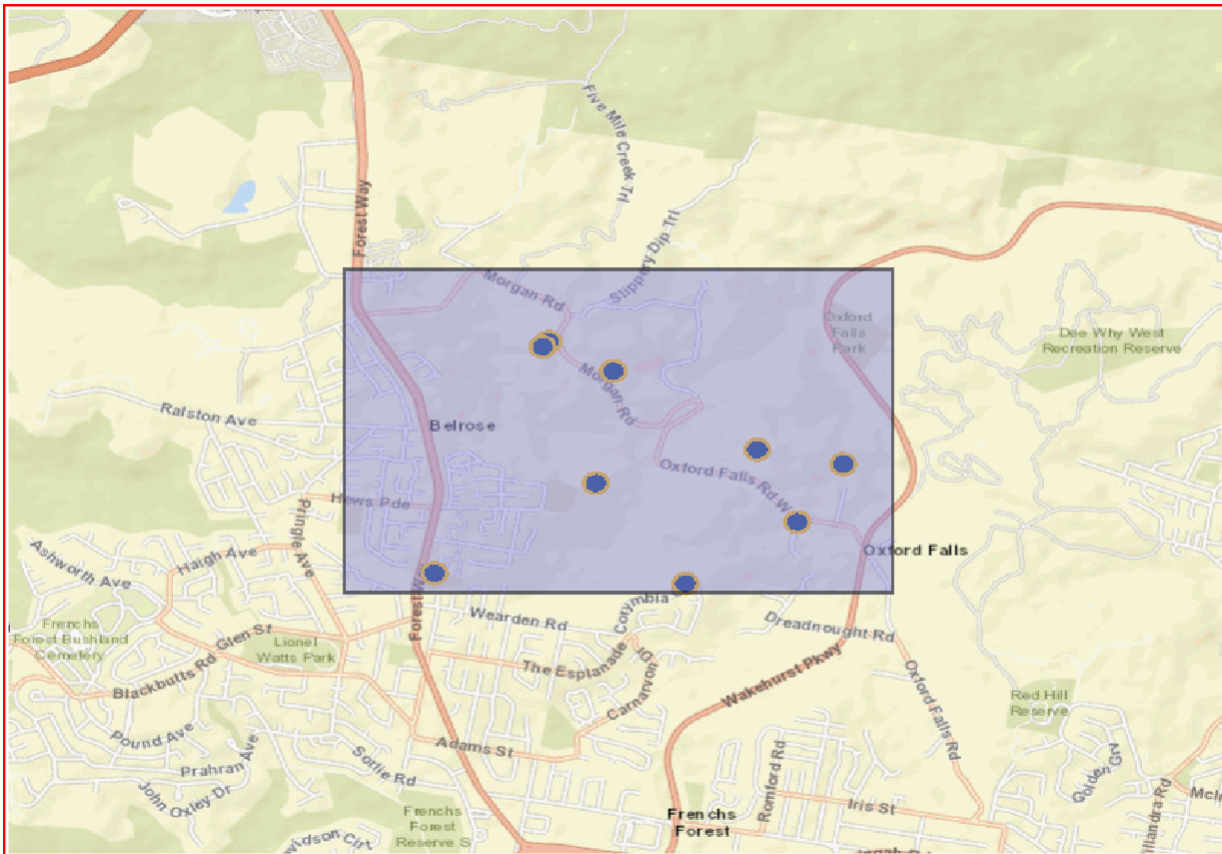 Forest Way
Five Mile Creek Trl
Slippery Dip Trl
Morgan Rd
Oxford
Falls
Park
Dee Why West
Recreation Reserve
Morgan Rd
Ralston Ave
Belrose
Oxford Falls Rd W
Hews Pde
Pringle Ave
Haigh Ave
Ashworth Ave
Oxford Falls
Frenchs
Forest Bushland
Cemetery
Glen St
Lionel
Watts Park
Forest W
Wearden Rd
Corymbia
Dreadnought Rd
The Esplanade
Dr
Carnarvon
Blackbutts Rd
Wakehurst Pkwy
Oxford Falls Rd
Red Hill
Reserve
Pound Ave
Adams St
Prahran Ave
Sorlie Rd
John Oxley Dr
Romford Rd
Golden Grv
Iris St
Frenchs
Forest
Frenchs
Forest
Reserve S